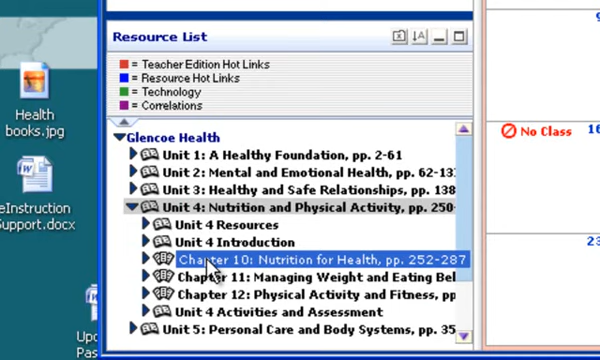 Resource List
= Teacher Edition Hot Links
= Resource Hot Links
= Technology
= Correlations
Glencoe Health
Unit 1: A Healthy Foundation, pp. 2-61
Unit 2: Mental and Emotional Health, pp. 62-13
Unit 3: Healthy and Safe Relationships, pp. 138
Unit 4: Nutrition and Physical Activity, pp. 250-
Unit 4 Resources
Unit 4 Introduction
Chapter 10: Nutrition for Health, pp. 252-287
Chapter 11: Managing Weight and Eating Bel
Chapter 12: Physical Activity and Fitness, pp
Unit 4 Activities and Assessment
Unit 5: Personal Care and Body Systems, pp. 35
Health
books.jpg
eInstruction
Support.docx
Upd
Pas
9
No Class 16
23